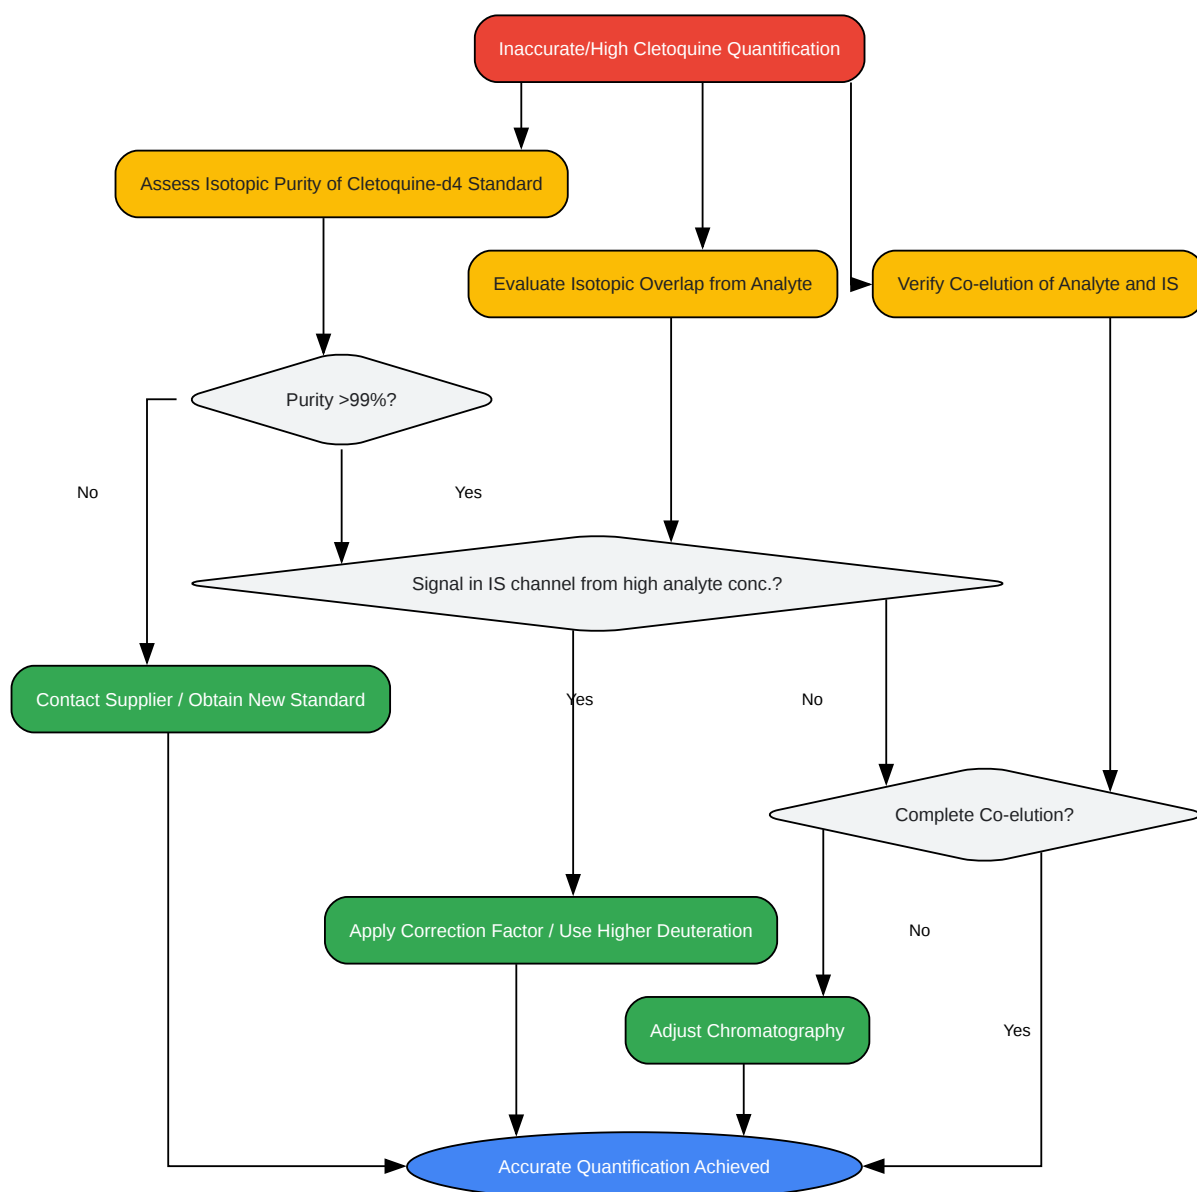 Inaccurate/High Cletoquine Quantification
Assess Isotopic Purity of Cletoquine-d4 Standard
Evaluate Isotopic Overlap from Analyte
Verify Co-elution of Analyte and IS
Purity >99%?
No
Yes
Signal in IS channel from high analyte conc.?
Contact Supplier / Obtain New Standard
Yes
No
Complete Co-elution?
Apply Correction Factor / Use Higher Deuteration
No
Adjust Chromatography
Yes
Accurate Quantification Achieved